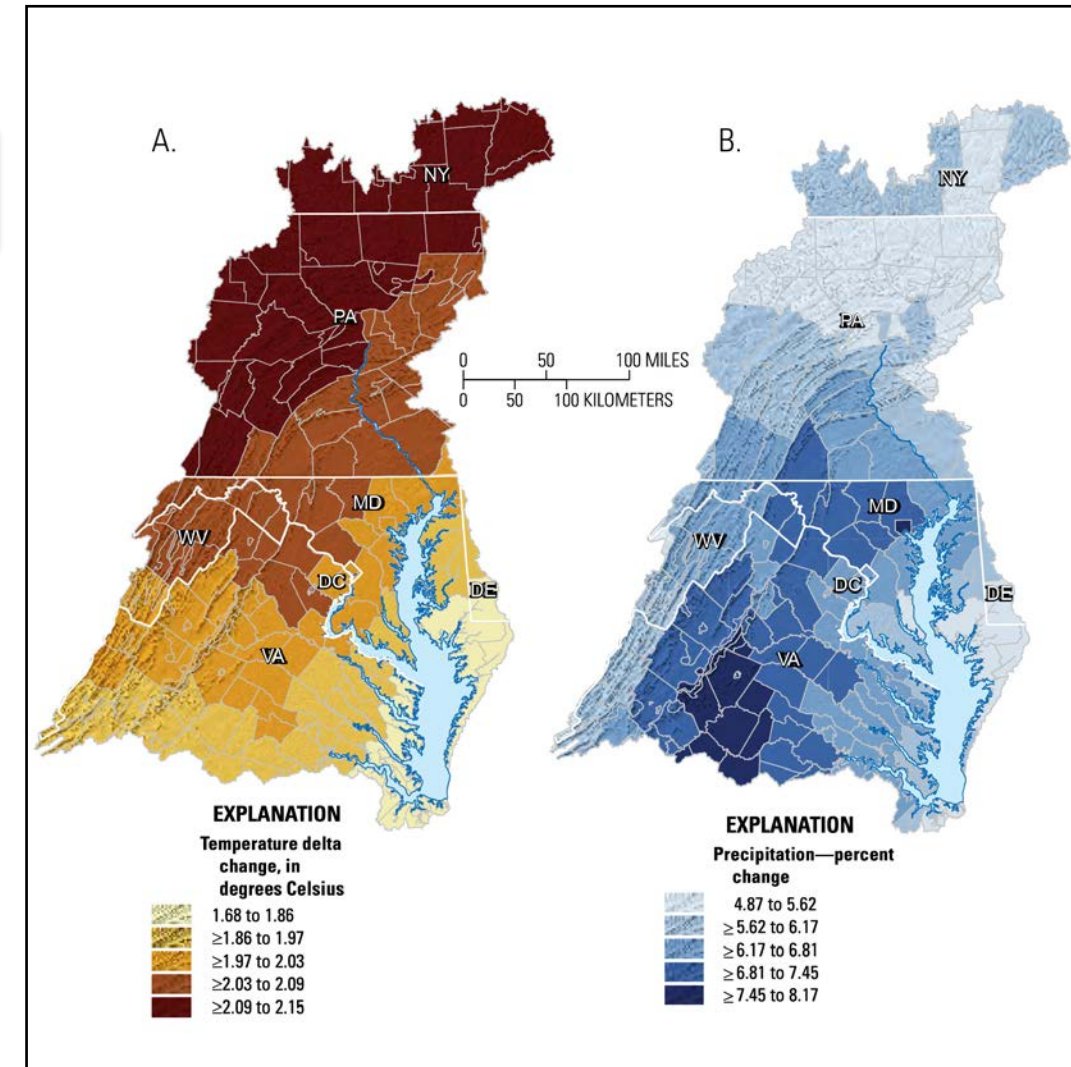 A.
NY
PA
WV
MD
DC
DE
VA
0 50 100 MILES
0 50 100 KILOMETERS
EXPLANATION
Temperature delta
change, in
degrees Celsius
1.68 to 1.86
≥1.86 to 1.97
≥1.97 to 2.03
≥2.03 to 2.09
≥2.09 to 2.15
B.
NY
PA
MD
WV
DC
DE
VA
EXPLANATION
Precipitation—percent
change
4.87 to 5.62
≥5.62 to 6.17
≥6.17 to 6.81
≥6.81 to 7.45
≥7.45 to 8.17